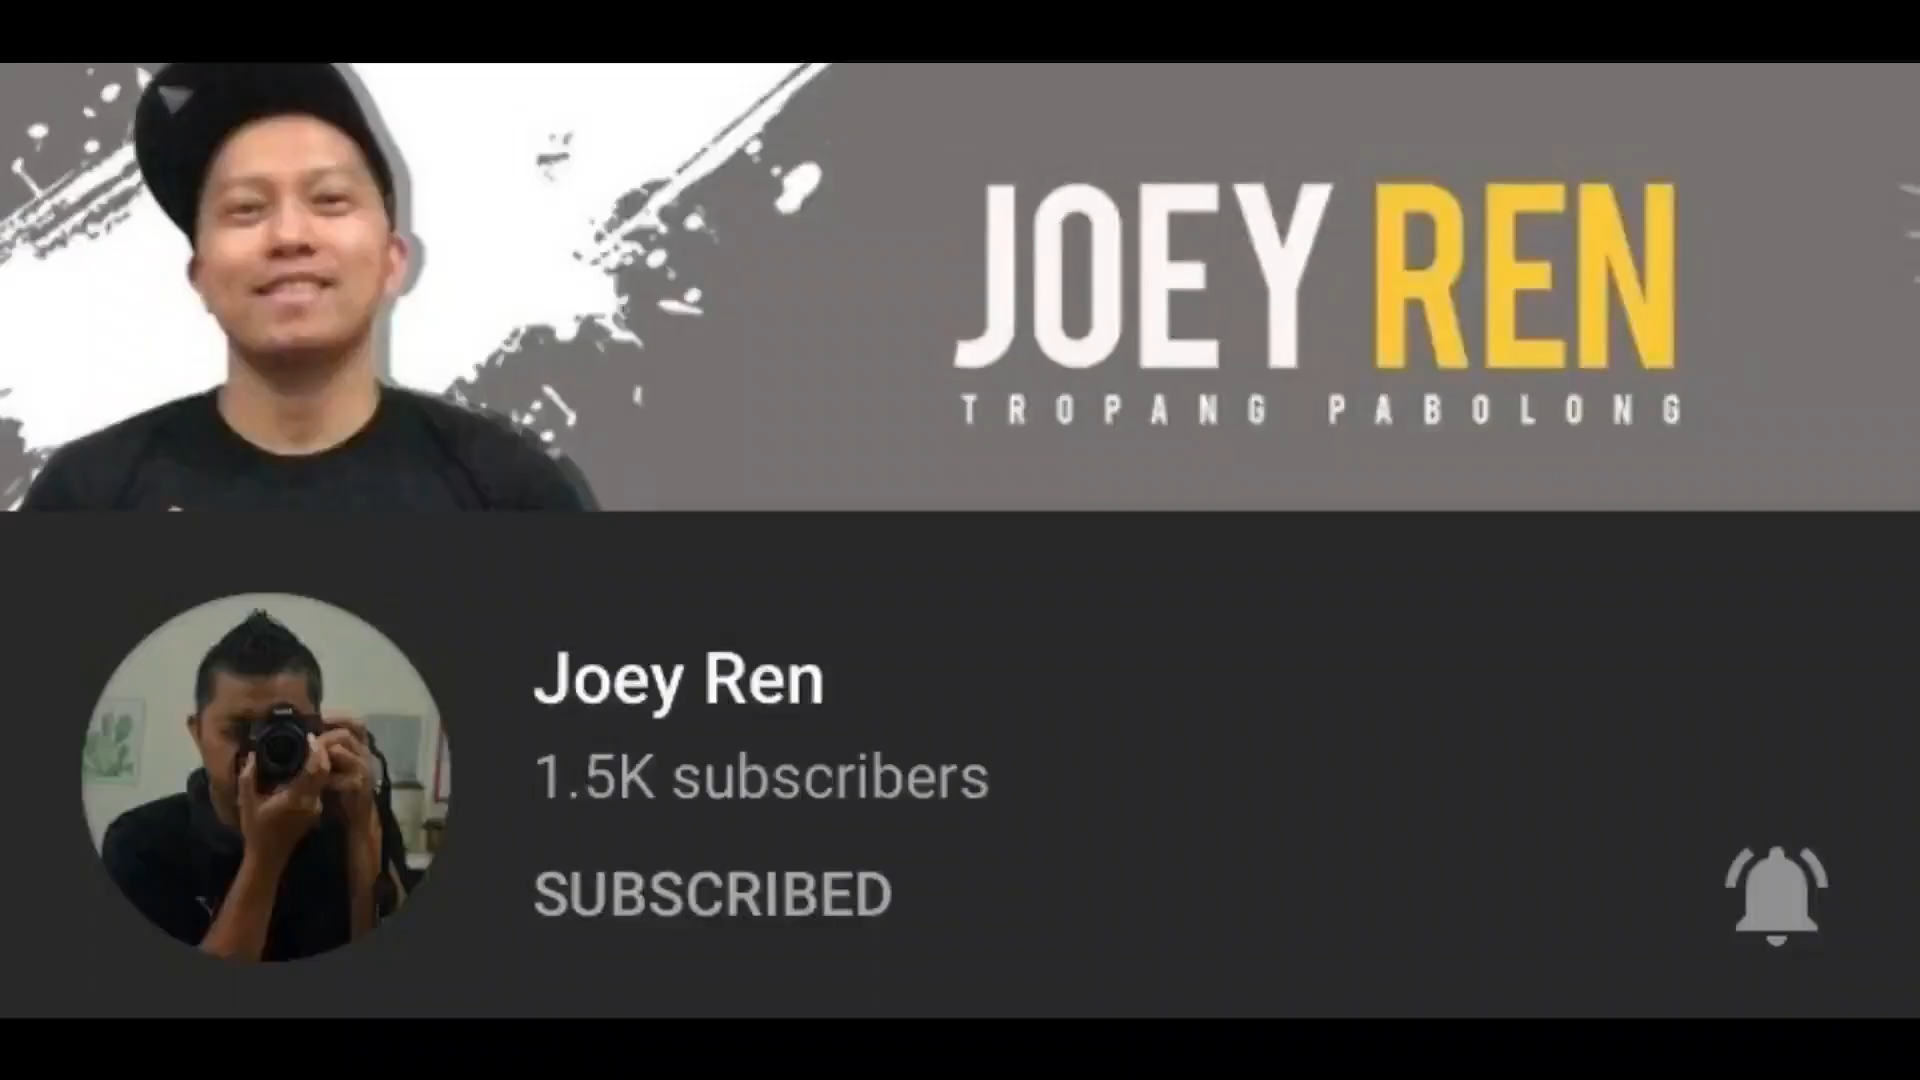 JOEY REN
TROPANG PABOLONG
Joey Ren
1.5K subscribers
SUBSCRIBED